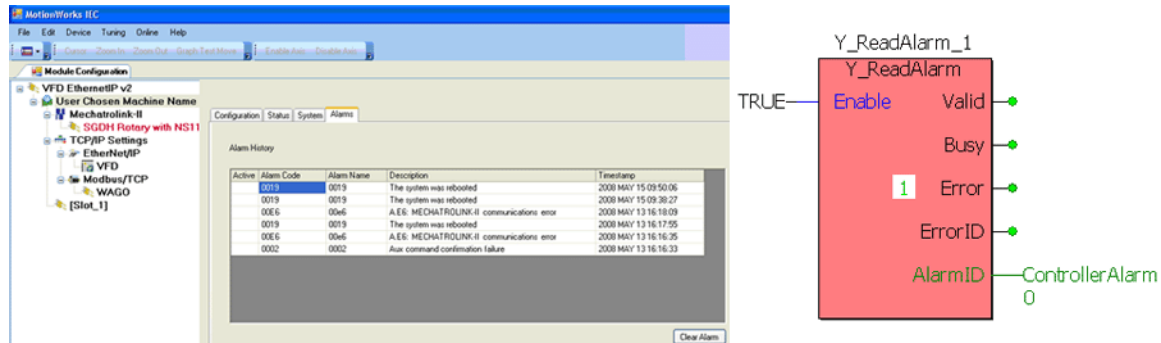 MotionWorks IEC
File Edit Device Tuning Online Help
Cursor Zoom In Zoom Out Graph Test Move Enable Axis Disable Axis
Module Configuration
VFD EthernetIP v2
User Chosen Machine Name
Mechatrolink-II
SGDH Rotary with NS11
TCP/IP Settings
EtherNet/IP
VFD
Modbus/TCP
WAGO
[Slot_1]
Configuration Status System Alarms
Alarm History
Active Alarm Code Alarm Name Description Timestamp
0019 0019 The system was rebooted 2008 MAY 15 09:50:06
0019 0019 The system was rebooted 2008 MAY 15 09:38:27
00E6 00e6 A.E6: MECHATROLINK-II communications error 2008 MAY 13 16:18:09
0019 0019 The system was rebooted 2008 MAY 13 16:17:55
00E6 00e6 A.E6: MECHATROLINK-II communications error 2008 MAY 13 16:16:35
0002 0002 Aux command confirmation failure 2008 MAY 13 16:16:33
Clear Alarm
Y_ReadAlarm_1
Y_ReadAlarm
TRUE Enable Valid
Busy
1 Error
ErrorID
AlarmID ControllerAlarm
0